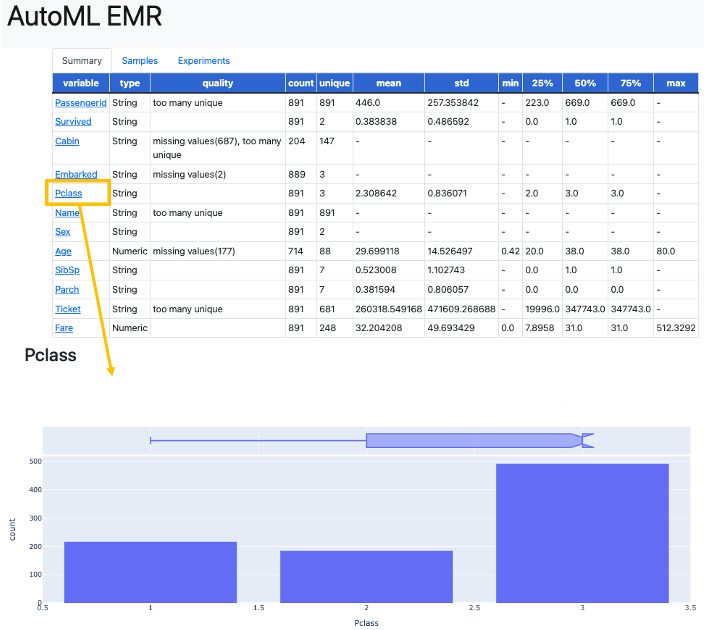 AutoML EMR
Summary Samples Experiments
variable type quality count unique mean std min 25% 50% 75% max
PassengerId String too many unique 891 891 446.0 257.353842 - 223.0 669.0 669.0 -
Survived String 891 2 0.383838 0.486592 - 0.0 1.0 1.0 -
Cabin String missing values(687), too many unique 204 147 - - - - - - -
Embarked String missing values(2) 889 3 - - - - - - -
Pclass String 891 3 2.308642 0.836071 - 2.0 3.0 3.0 -
Name String too many unique 891 891 - - - - - - -
Sex String 891 2 - - - - - - -
Age Numeric missing values(177) 714 88 29.699118 14.526497 0.42 20.0 38.0 38.0 80.0
SibSp String 891 7 0.523008 1.102743 - 0.0 1.0 1.0 -
Parch String 891 7 0.381594 0.806057 - 0.0 0.0 0.0 -
Ticket String too many unique 891 681 260318.549168 471609.268688 - 19996.0 347743.0 347743.0 -
Fare Numeric 891 248 32.204208 49.693429 0.0 7.8958 31.0 31.0 512.3292
Pclass
500
400
300
200
100
0
count
0.5 1 1.5 2 2.5 3 3.5
Pclass